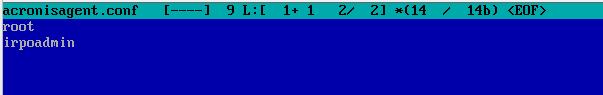 acronisagent.conf   [----]  9 L:[  1+ 1   2/  2] *(14  /  14b) <EOF>
root
irpoadmin